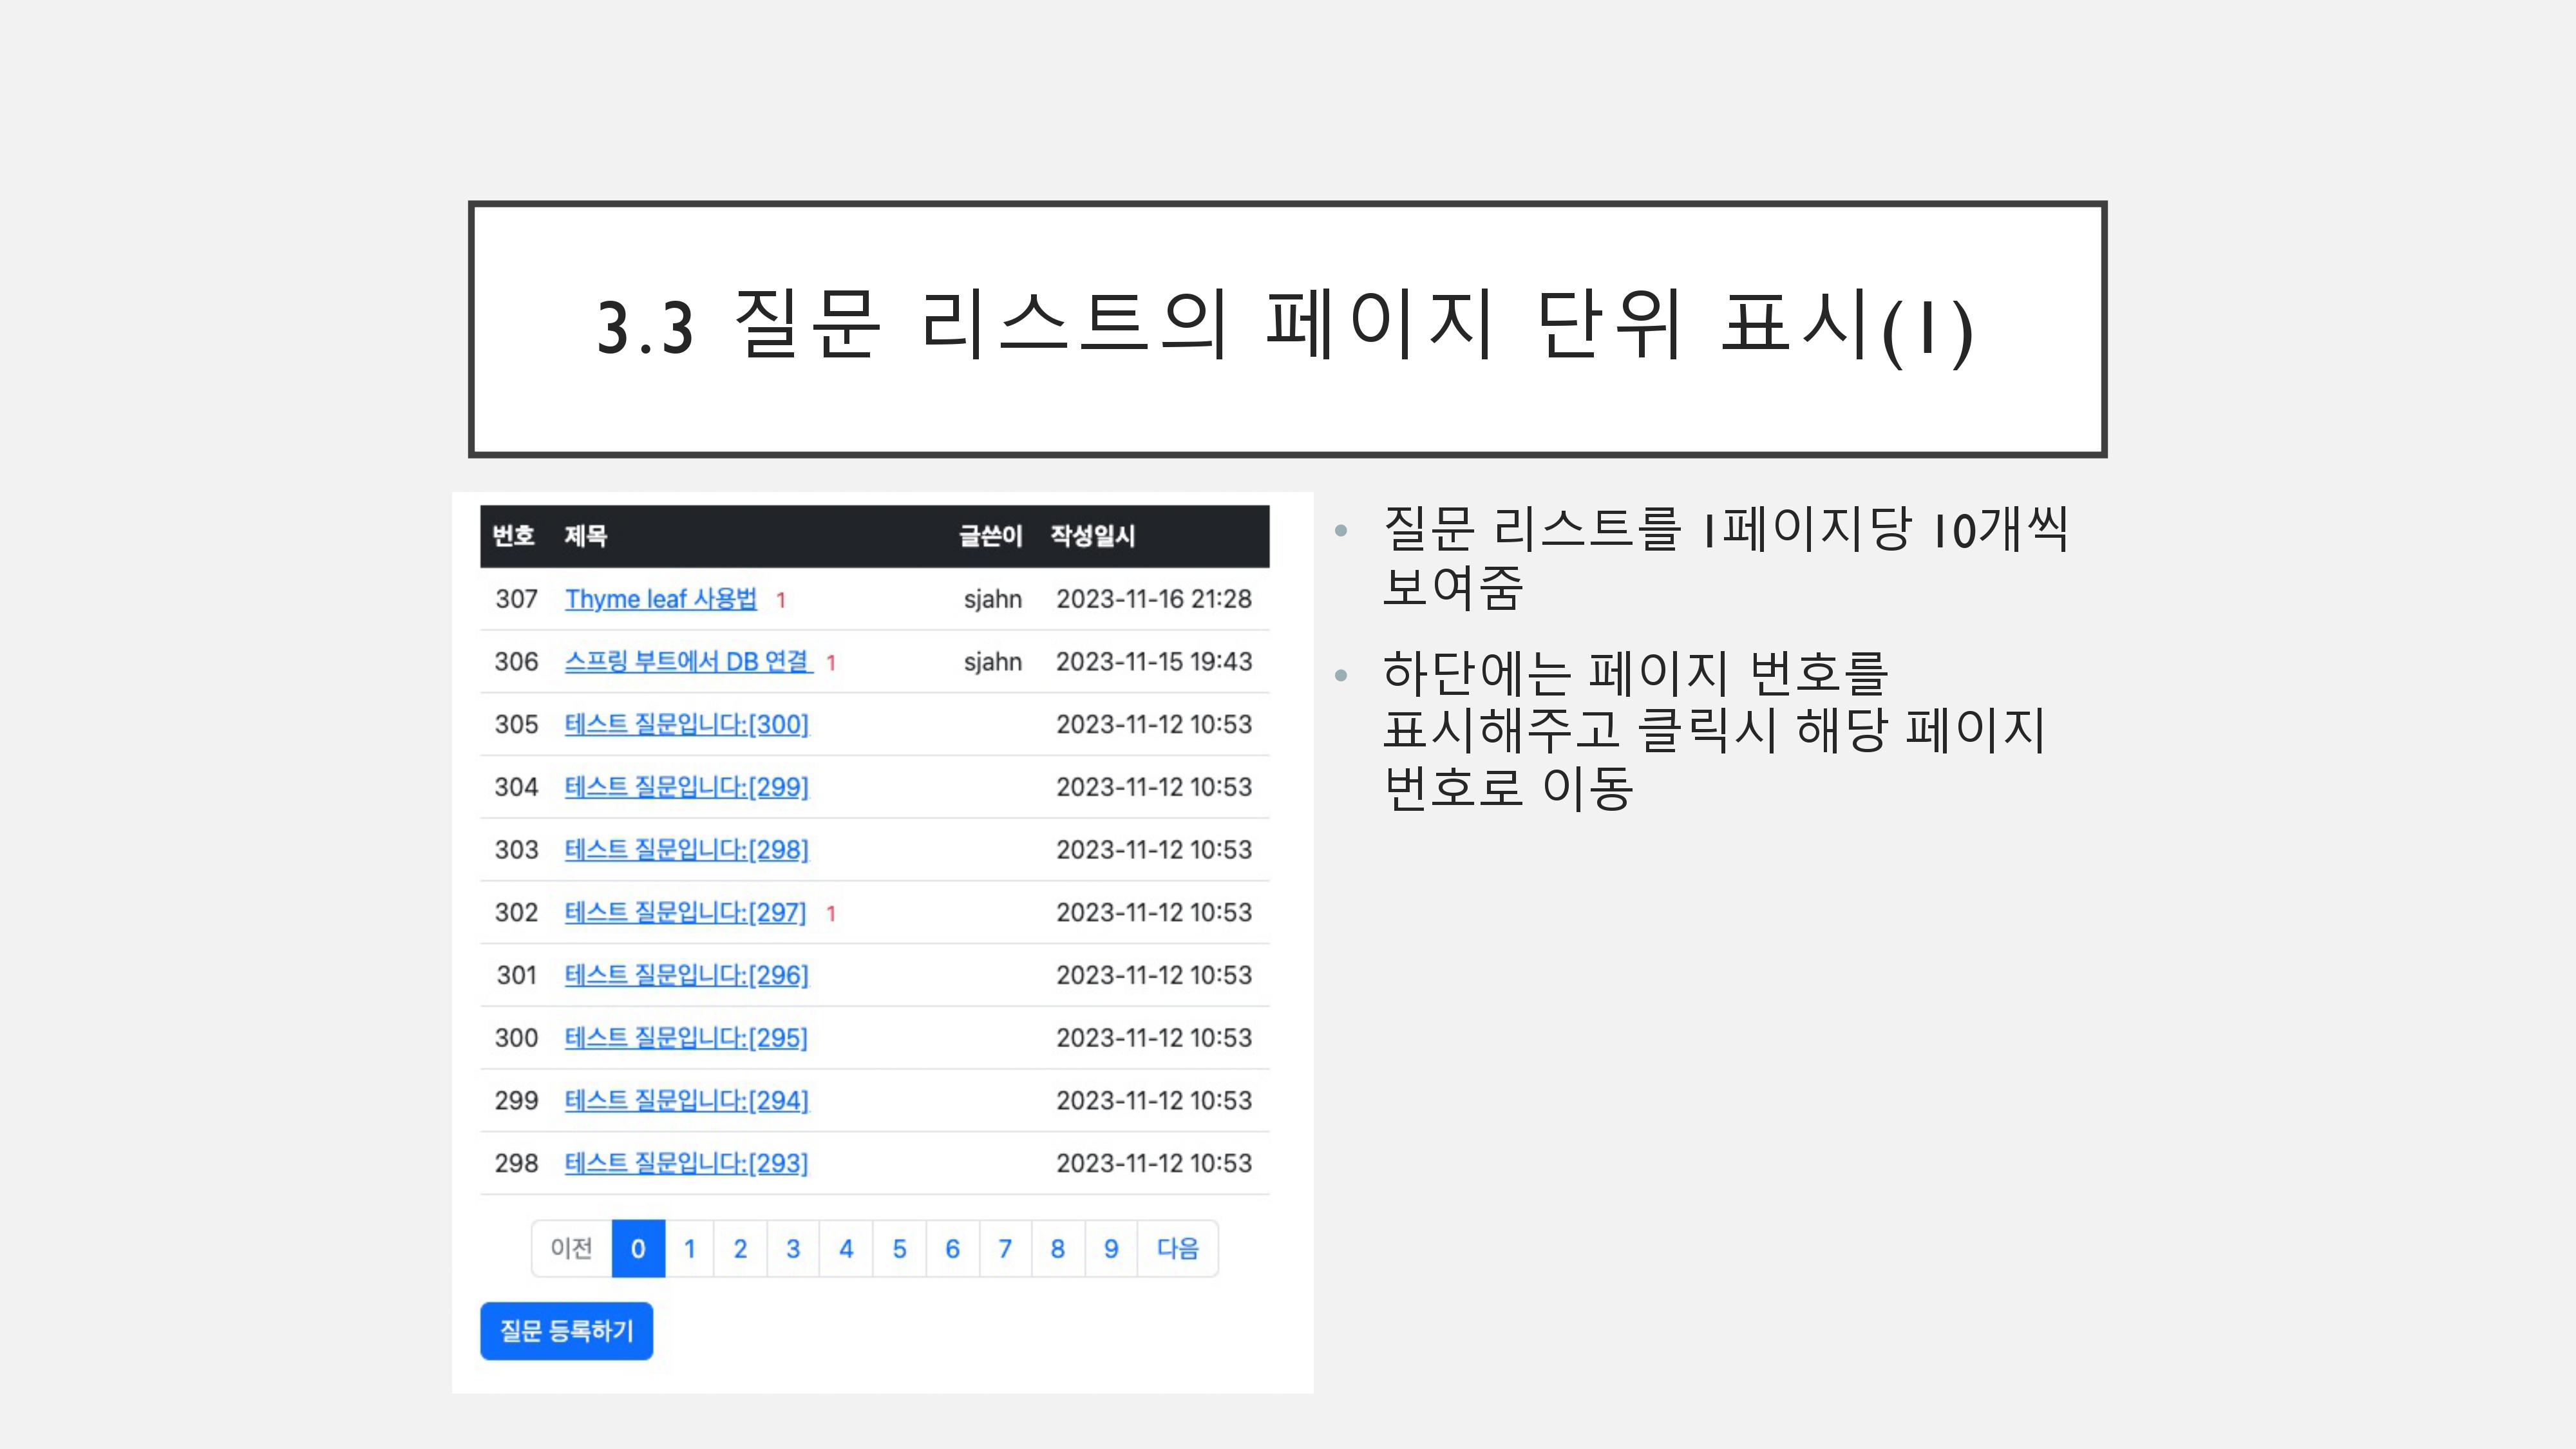 3.3 질문 리스트의 페이지 단위 표시(1)
번호 제목 글쓴이 작성일시
307 Thyme leaf 사용법 1 sjahn 2023-11-16 21:28
306 스프링 부트에서 DB 연결 1 sjahn 2023-11-15 19:43
305 테스트 질문입니다:[300] 2023-11-12 10:53
304 테스트 질문입니다:[299] 2023-11-12 10:53
303 테스트 질문입니다:[298] 2023-11-12 10:53
302 테스트 질문입니다:[297] 1 2023-11-12 10:53
301 테스트 질문입니다:[296] 2023-11-12 10:53
300 테스트 질문입니다:[295] 2023-11-12 10:53
299 테스트 질문입니다:[294] 2023-11-12 10:53
298 테스트 질문입니다:[293] 2023-11-12 10:53
이전 0 1 2 3 4 5 6 7 8 9 다음
질문 등록하기
• 질문 리스트를 1페이지당 10개씩
보여줌
• 하단에는 페이지 번호를
표시해주고 클릭시 해당 페이지
번호로 이동